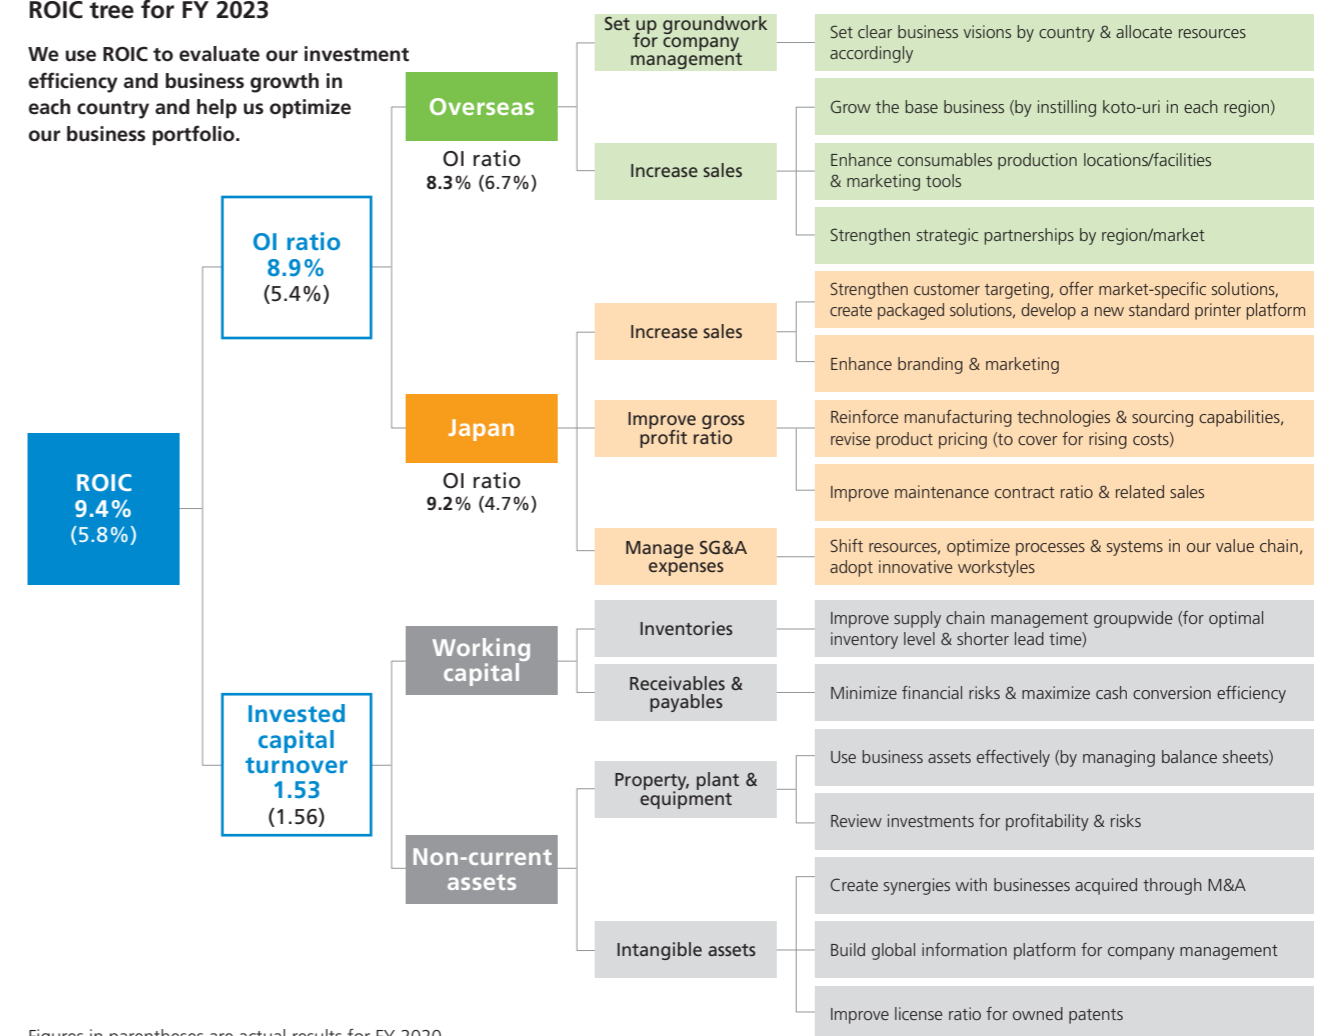 ROIC tree for FY 2023
We use ROIC to evaluate our investment
efficiency and business growth in
each country and help us optimize
our business portfolio.
ROIC
9.4%
(5.8%)
OI ratio
8.9%
(5.4%)
Overseas
OI ratio
8.3% (6.7%)
Set up groundwork
for company
management
Set clear business visions by country & allocate resources
accordingly
Increase sales
Grow the base business (by instilling koto-uri in each region)
Enhance consumables production locations/facilities
& marketing tools
Strengthen strategic partnerships by region/market
Japan
OI ratio
9.2% (4.7%)
Increase sales
Strengthen customer targeting, offer market-specific solutions,
create packaged solutions, develop a new standard printer platform
Enhance branding & marketing
Improve gross
profit ratio
Reinforce manufacturing technologies & sourcing capabilities,
revise product pricing (to cover for rising costs)
Improve maintenance contract ratio & related sales
Manage SG&A
expenses
Shift resources, optimize processes & systems in our value chain,
adopt innovative workstyles
Invested
capital
turnover
1.53
(1.56)
Working
capital
Inventories
Improve supply chain management groupwide (for optimal
inventory level & shorter lead time)
Receivables &
payables
Minimize financial risks & maximize cash conversion efficiency
Non-current
assets
Property, plant &
equipment
Use business assets effectively (by managing balance sheets)
Review investments for profitability & risks
Intangible assets
Create synergies with businesses acquired through M&A
Build global information platform for company management
Improve license ratio for owned patents
Figures in parentheses are actual results for FY 2020